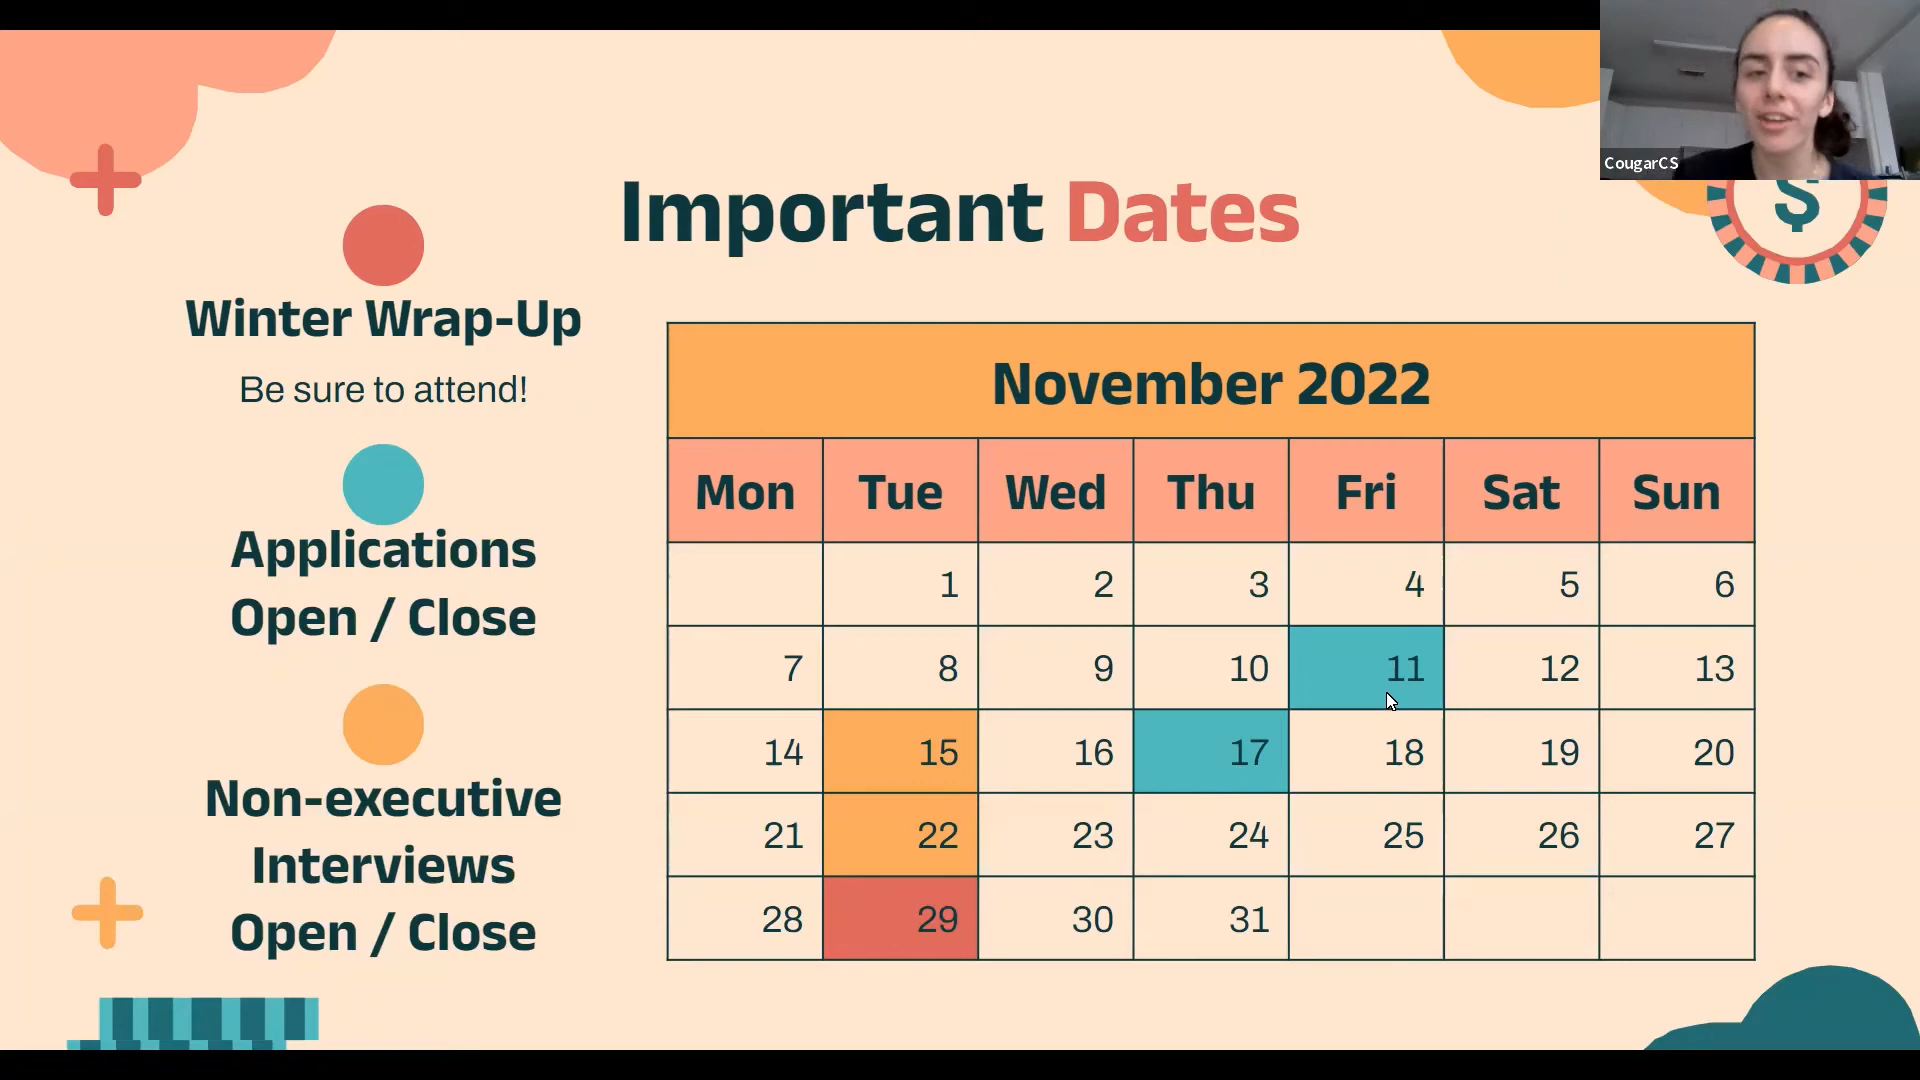 CougarCS
$
Important Dates
Winter Wrap-Up
Be sure to attend!
Applications
Open / Close
Non-executive
Interviews
Open / Close
November 2022
Mon Tue Wed Thu Fri Sat Sun
1 2 3 4 5 6
7 8 9 10 11 12 13
14 15 16 17 18 19 20
21 22 23 24 25 26 27
28 29 30 31